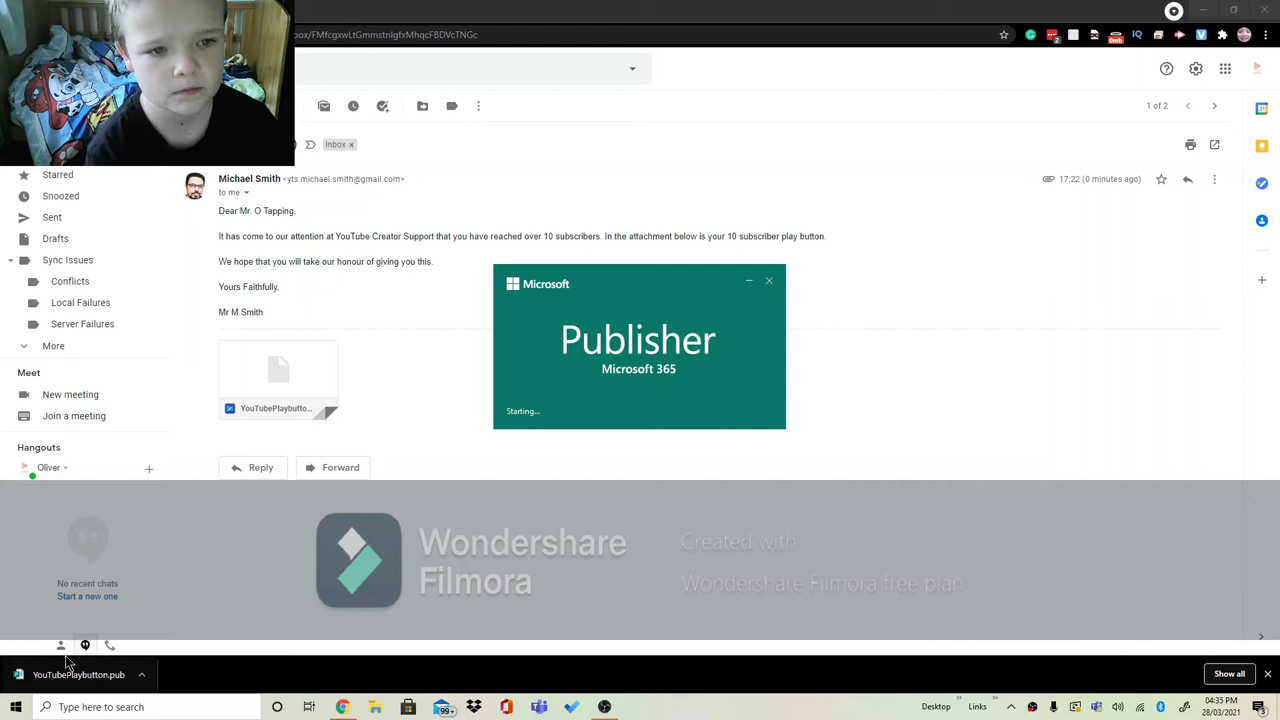 box/FMfcgxwLtGmmstnlgfxMhqcFBDVcTNGc
Inbox
1 of 2
Starred
Snoozed
Sent
Drafts
Sync Issues
Conflicts
Local Failures
Server Failures
More
Meet
New meeting
Join a meeting
Hangouts
Oliver
No recent chats
Start a new one
Michael Smith <yts.michael.smith@gmail.com>
to me
17:22 (0 minutes ago)
Dear Mr. O Tapping,
It has come to our attention at YouTube Creator Support that you have reached over 10 subscribers. In the attachment below is your 10 subscriber play button.
We hope that you will take our honour of giving you this.
Yours Faithfully,
Mr M Smith
YouTubePlaybutto...
Reply
Forward
Microsoft
Publisher
Microsoft 365
Starting...
Wondershare
Filmora
Created with
Wondershare Filmora free plan
YouTubePlaybutton.pub
Show all
Type here to search
99+
Desktop
Links
04:35 PM
28/03/2021
3